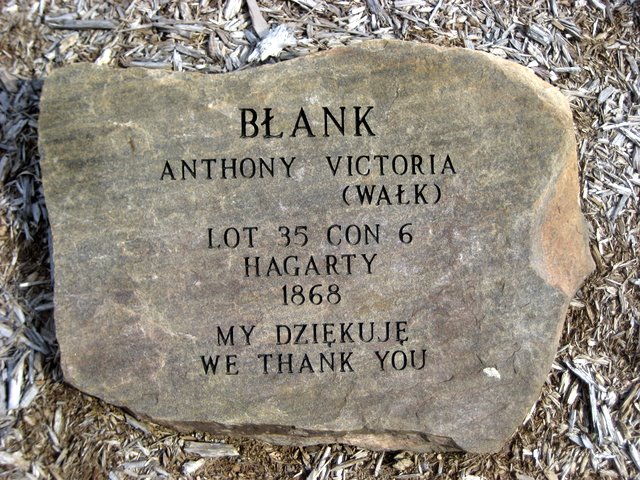 BŁANK
ANTHONY VICTORIA
(WAŁK)
LOT 35 CON 6
HAGARTY
1868
MY DZIĘKUJĘ
WE THANK YOU